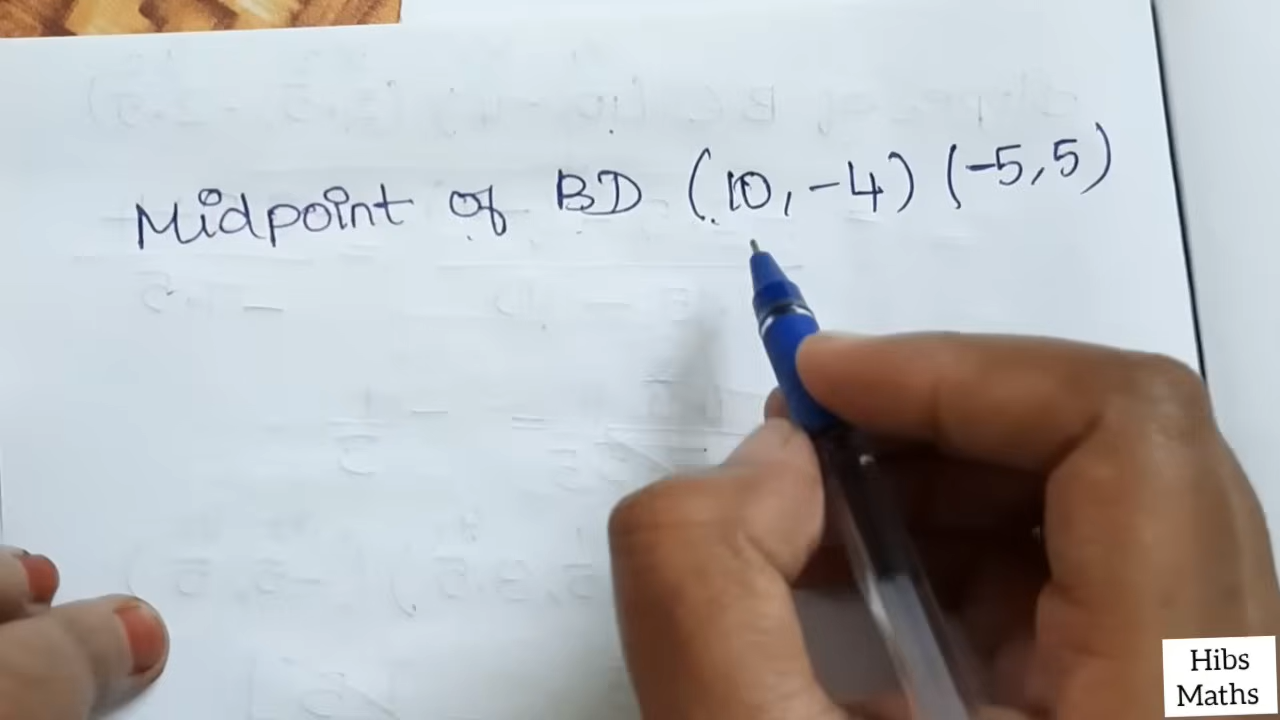 Midpoint of BD (10, -4) (-5, 5)
Hibs
Maths